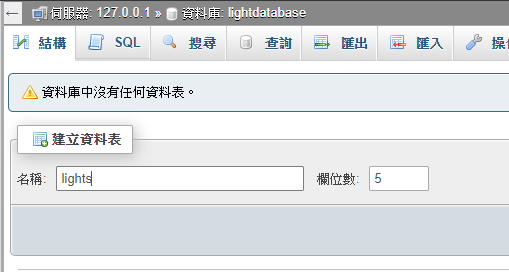 伺服器: 127.0.0.1 » 資料庫: lightdatabase
結構 SQL 搜尋 查詢 匯出 匯入 操
資料庫中沒有任何資料表。
建立資料表
名稱: lights 欄位數: 5